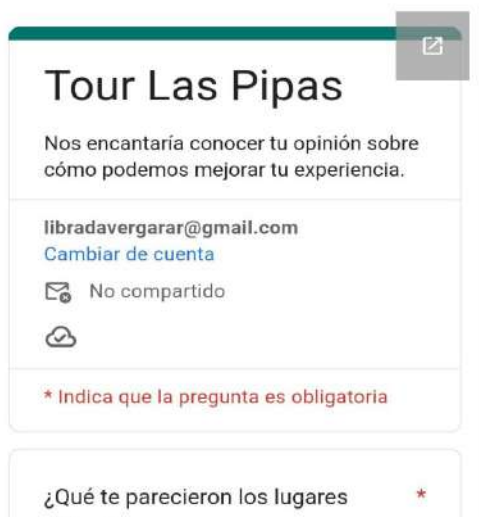 Tour Las Pipas
Nos encantaría conocer tu opinión sobre
cómo podemos mejorar tu experiencia.
libradavergarar@gmail.com
Cambiar de cuenta
No compartido
* Indica que la pregunta es obligatoria
¿Qué te parecieron los lugares *